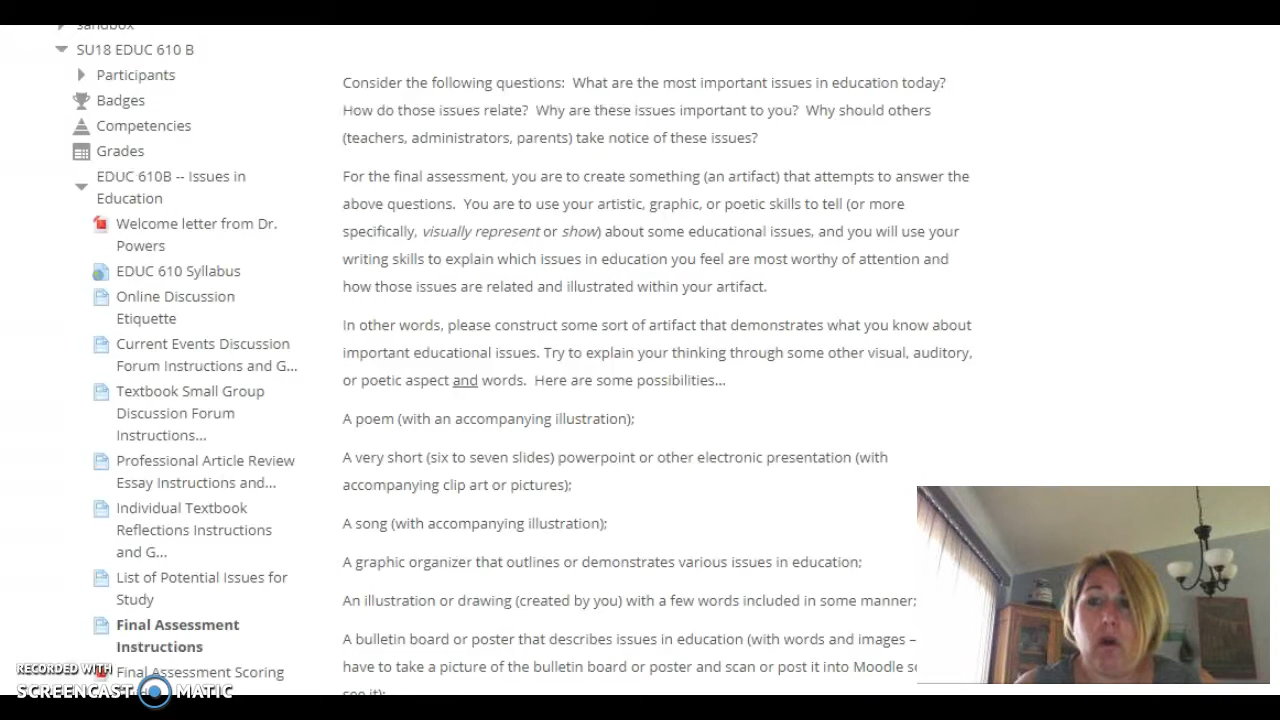 sandbox
SU18 EDUC 610 B
Participants
Badges
Competencies
Grades
EDUC 610B -- Issues in
Education
Welcome letter from Dr.
Powers
EDUC 610 Syllabus
Online Discussion
Etiquette
Current Events Discussion
Forum Instructions and G...
Textbook Small Group
Discussion Forum
Instructions...
Professional Article Review
Essay Instructions and...
Individual Textbook
Reflections Instructions
and G...
List of Potential Issues for
Study
Final Assessment
Instructions
Final Assessment Scoring
Consider the following questions:  What are the most important issues in education today?
How do those issues relate?  Why are these issues important to you?  Why should others
(teachers, administrators, parents) take notice of these issues?
For the final assessment, you are to create something (an artifact) that attempts to answer the
above questions.  You are to use your artistic, graphic, or poetic skills to tell (or more
specifically, visually represent or show) about some educational issues, and you will use your
writing skills to explain which issues in education you feel are most worthy of attention and
how those issues are related and illustrated within your artifact.
In other words, please construct some sort of artifact that demonstrates what you know about
important educational issues. Try to explain your thinking through some other visual, auditory,
or poetic aspect and words.  Here are some possibilities...
A poem (with an accompanying illustration);
A very short (six to seven slides) powerpoint or other electronic presentation (with
accompanying clip art or pictures);
A song (with accompanying illustration);
A graphic organizer that outlines or demonstrates various issues in education;
An illustration or drawing (created by you) with a few words included in some manner;
A bulletin board or poster that describes issues in education (with words and images –
have to take a picture of the bulletin board or poster and scan or post it into Moodle
see it);
RECORDED WITH
SCREENCAST MATIC